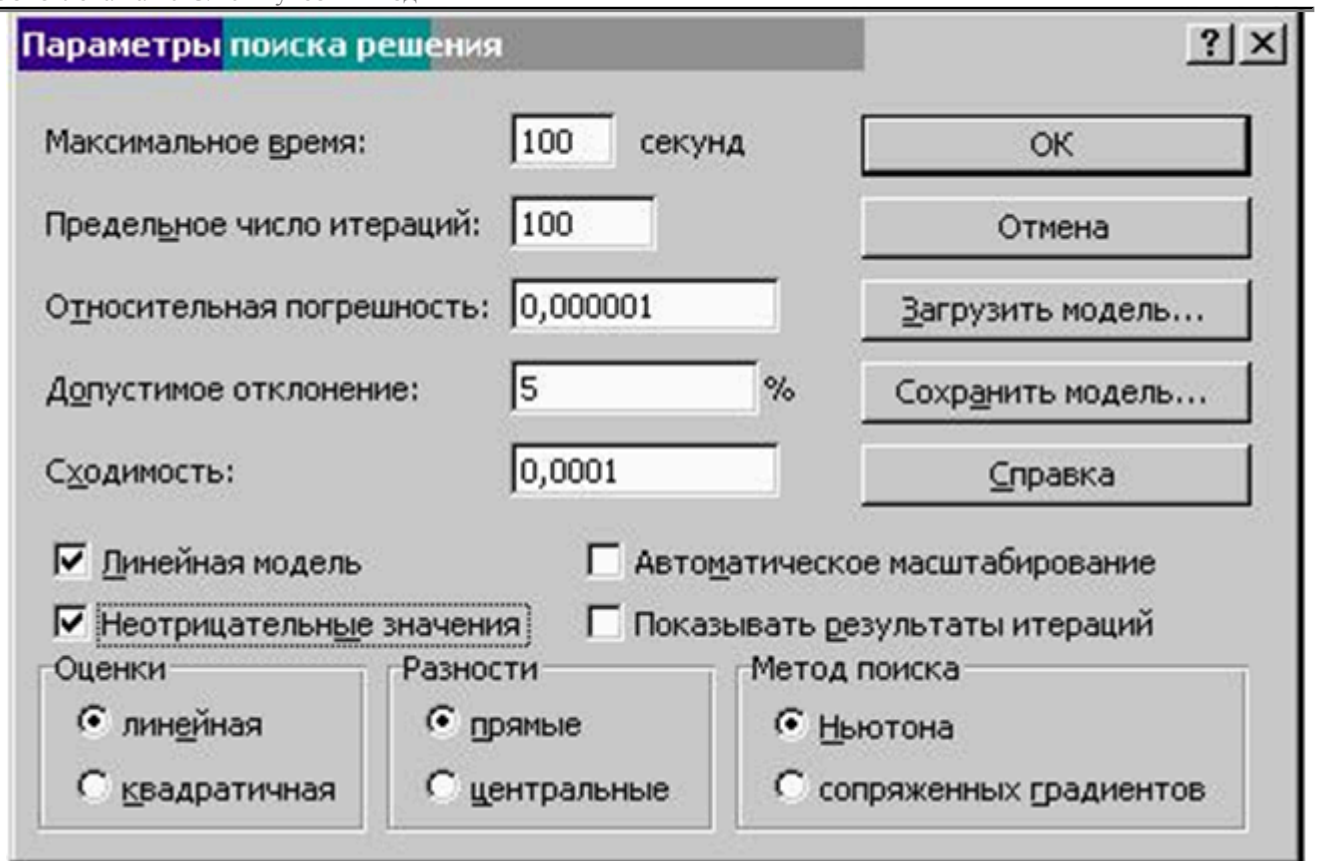 Параметры поиска решения
Максимальное время: 100 секунд
OK
Предельное число итераций: 100
Отмена
Относительная погрешность: 0,000001
Загрузить модель...
Допустимое отклонение: 5 %
Сохранить модель...
Сходимость: 0,0001
Справка
Линейная модель
Автоматическое масштабирование
Неотрицательные значения
Показывать результаты итераций
Оценки
линейная
квадратичная
Разности
прямые
центральные
Метод поиска
Ньютона
сопряженных градиентов